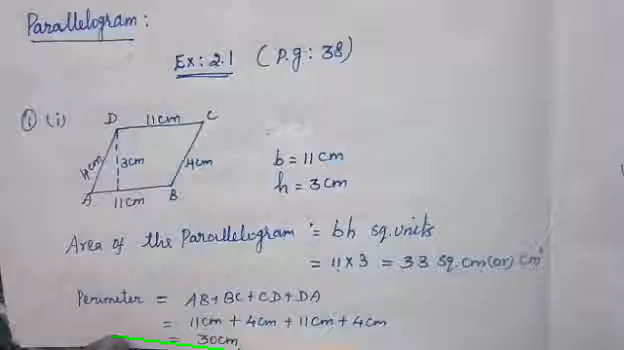 Parallelogram:
Ex: 2.1 (P.g: 38)
① (i)
D 11cm C
4cm 3cm 4cm
A 11cm B
b = 11cm
h = 3cm
Area of the Parallelogram = bh sq.units
= 11 x 3 = 33 sq.cm (or) cm²
Perimeter = AB + BC + CD + DA
= 11cm + 4cm + 11cm + 4cm
= 30cm.